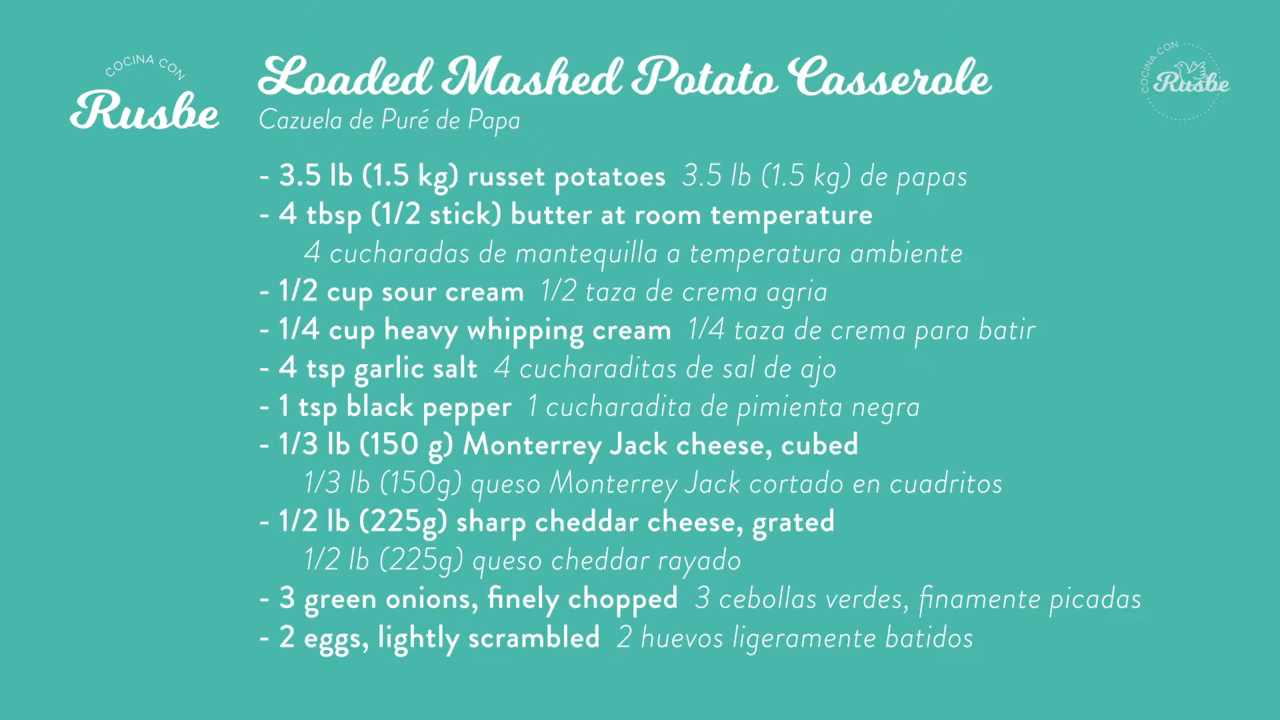 COCINA CON
Rusbe
Loaded Mashed Potato Casserole
Cazuela de Puré de Papa
COCINA CON
Rusbe
- 3.5 lb (1.5 kg) russet potatoes 3.5 lb (1.5 kg) de papas
- 4 tbsp (1/2 stick) butter at room temperature
4 cucharadas de mantequilla a temperatura ambiente
- 1/2 cup sour cream 1/2 taza de crema agria
- 1/4 cup heavy whipping cream 1/4 taza de crema para batir
- 4 tsp garlic salt 4 cucharaditas de sal de ajo
- 1 tsp black pepper 1 cucharadita de pimienta negra
- 1/3 lb (150 g) Monterrey Jack cheese, cubed
1/3 lb (150g) queso Monterrey Jack cortado en cuadritos
- 1/2 lb (225g) sharp cheddar cheese, grated
1/2 lb (225g) queso cheddar rayado
- 3 green onions, finely chopped 3 cebollas verdes, finamente picadas
- 2 eggs, lightly scrambled 2 huevos ligeramente batidos